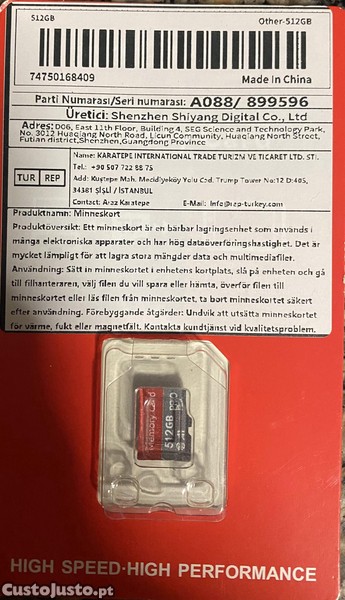 512GB
Other-512GB
74750168409
Made In China
Parti Numarası/Seri numarası: A088/ 899596
Üretici: Shenzhen Shiyang Digital Co., Ltd
Adres: D06, East 11th Floor, Building 4, SEG Science and Technology Park,
No. 3012 Huaqiang North Road, Licun Community, Huaqiang North Street,
Futian district,Shenzhen,Guangdong Province
TUR REP
Name: KARATEPE INTERNATIONAL TRADE TURIZM VE TICARET LTD. STI.
Tel: +90 507 722 88 75
Add: Kuştepe Mah. Mecidiyeköy Yolu Cad. Trump Tower No:12 D:405,
34381 ŞİŞLİ / İSTANBUL
Contact: Araz Karatepe E-Mail: Info@rep-turkey.com
Produktnamn: Minneskort
Produktöversikt: Ett minneskort är en bärbar lagringsenhet som används i
många elektroniska apparater och har hög dataöverföringshastighet. Det är
mycket lämpligt för att lagra stora mängder data och multimediafiler.
Användning: Sätt in minneskortet i enhetens kortplats, slå på enheten och gå
till filhanteraren, välj filen du vill spara eller hämta, överför filen till
minneskortet eller läs filen från minneskortet, ta bort minneskortet säkert
efter användning. Förebyggande åtgärder: Undvik att utsätta minneskortet
för värme, fukt eller magnetfält. Kontakta kundtjänst vid kvalitetsproblem.
Memory Card
512GB PRO
HIGH SPEED·HIGH PERFORMANCE
CustoJusto.pt